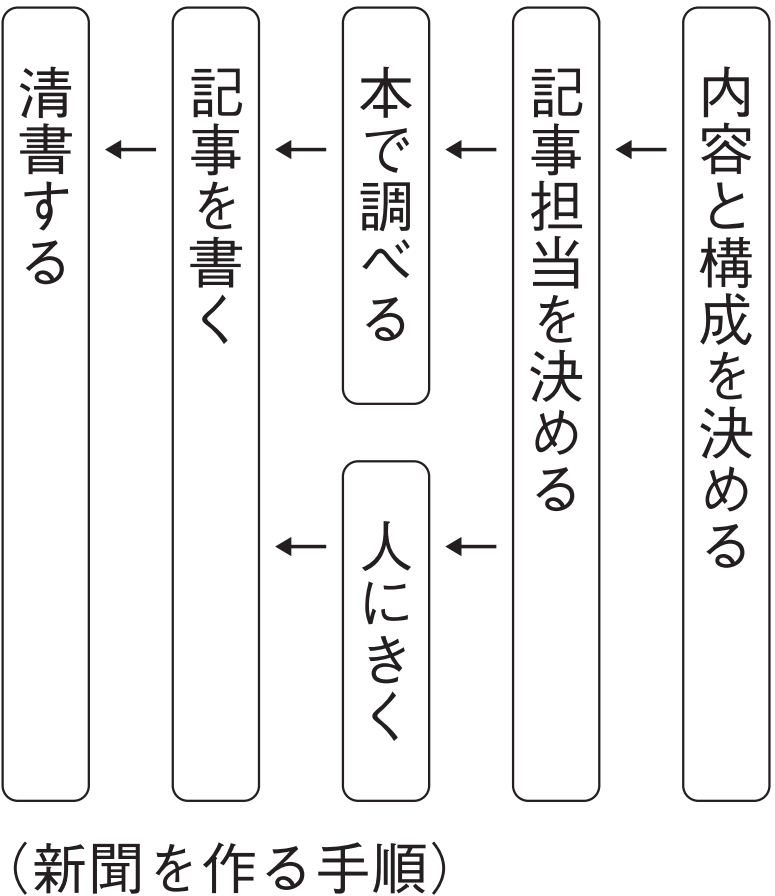 内容と構成を決める
記事担当を決める
本で調べる
人にきく
記事を書く
清書する
（新聞を作る手順）